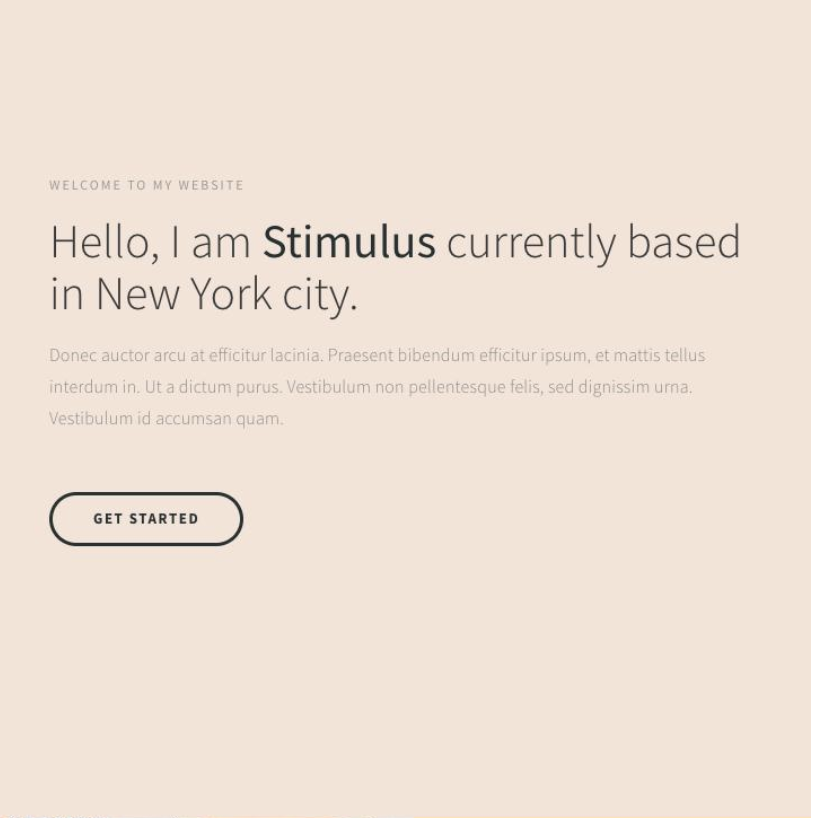 WELCOME TO MY WEBSITE
Hello, I am Stimulus currently based
in New York city.
Donec auctor arcu at efficitur lacinia. Praesent bibendum efficitur ipsum, et mattis tellus
interdum in. Ut a dictum purus. Vestibulum non pellentesque felis, sed dignissim urna.
Vestibulum id accumsan quam.
GET STARTED